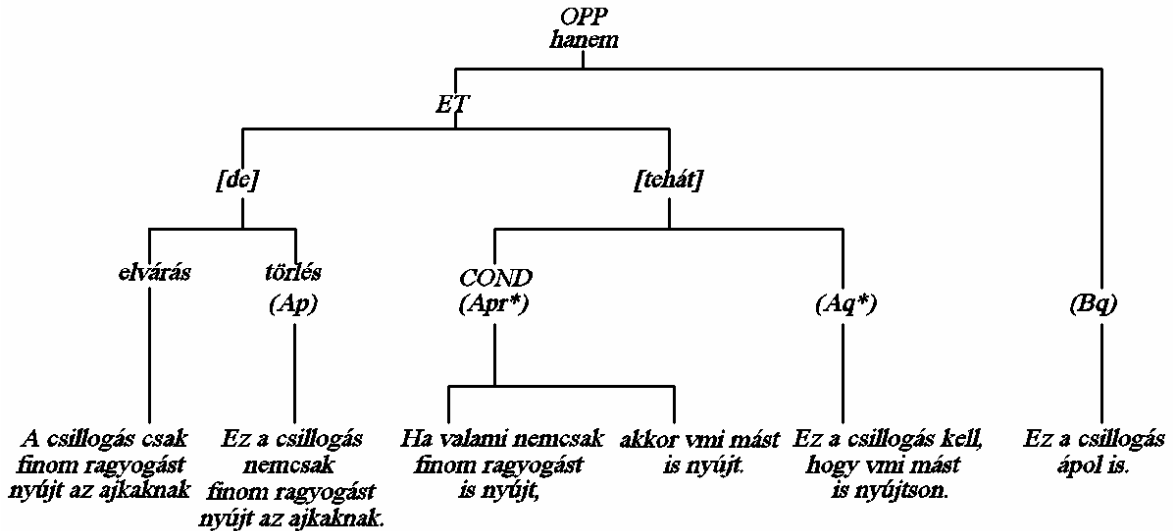 OPP
hanem
ET
[de]
[tehát]
elvárás
törlés
(Ap)
COND
(Apr*)
(Aq*)
(Bq)
A csillogás csak
finom ragyogást
nyújt az ajkaknak
Ez a csillogás
nemcsak
finom ragyogást
nyújt az ajkaknak.
Ha valami nemcsak
finom ragyogást
is nyújt,
akkor vmi mást
is nyújt.
Ez a csillogás kell,
hogy vmi mást
is nyújtson.
Ez a csillogás
ápol is.